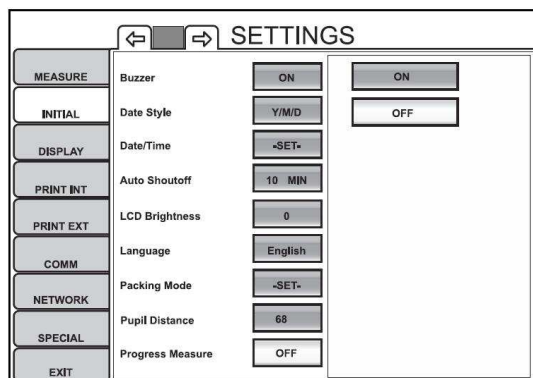 SETTINGS
MEASURE
INITIAL
DISPLAY
PRINT INT
PRINT EXT
COMM
NETWORK
SPECIAL
EXIT
Buzzer ON
Date Style Y/M/D
Date/Time -SET-
Auto Shoutoff 10 MIN
LCD Brightness 0
Language English
Packing Mode -SET-
Pupil Distance 68
Progress Measure OFF
ON
OFF